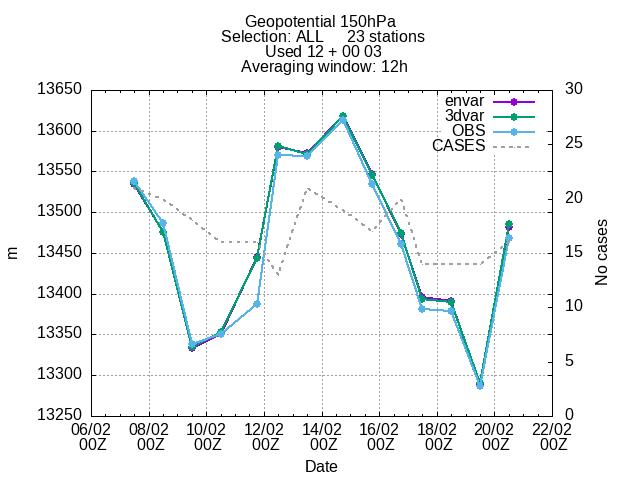 Geopotential 150hPa
Selection: ALL 23 stations
Used 12 + 00 03
Averaging window: 12h
envar
3dvar
OBS
CASES
13650
13600
13550
13500
13450
13400
13350
13300
13250
m
30
25
20
15
10
5
0
No cases
06/02 08/02 10/02 12/02 14/02 16/02 18/02 20/02 22/02
00Z 00Z 00Z 00Z 00Z 00Z 00Z 00Z 00Z
Date